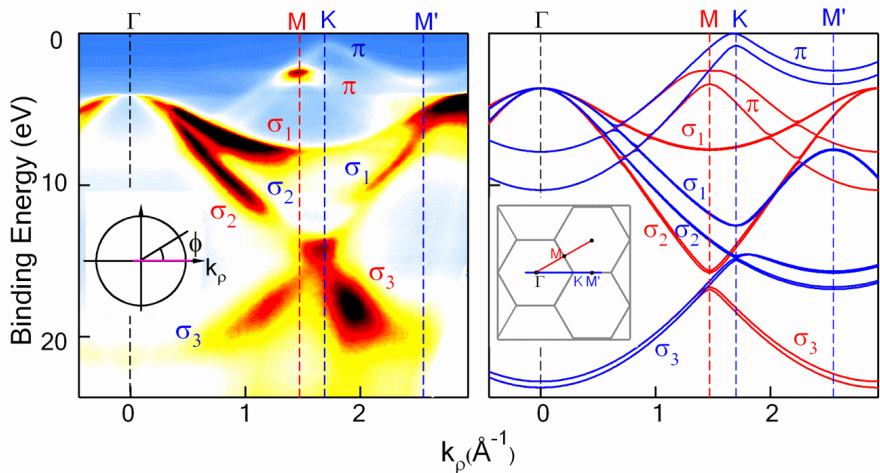 Γ M K M' Γ M K M'
0
10
20
Binding Energy (eV)
π
π
σ1
σ2
σ2
σ1
σ3
σ3
ϕ
kρ
0 1 2
π
π
σ1
σ1
σ2
σ2
M
Γ K M'
σ3
σ3
0 1 2
kρ(Å-1)